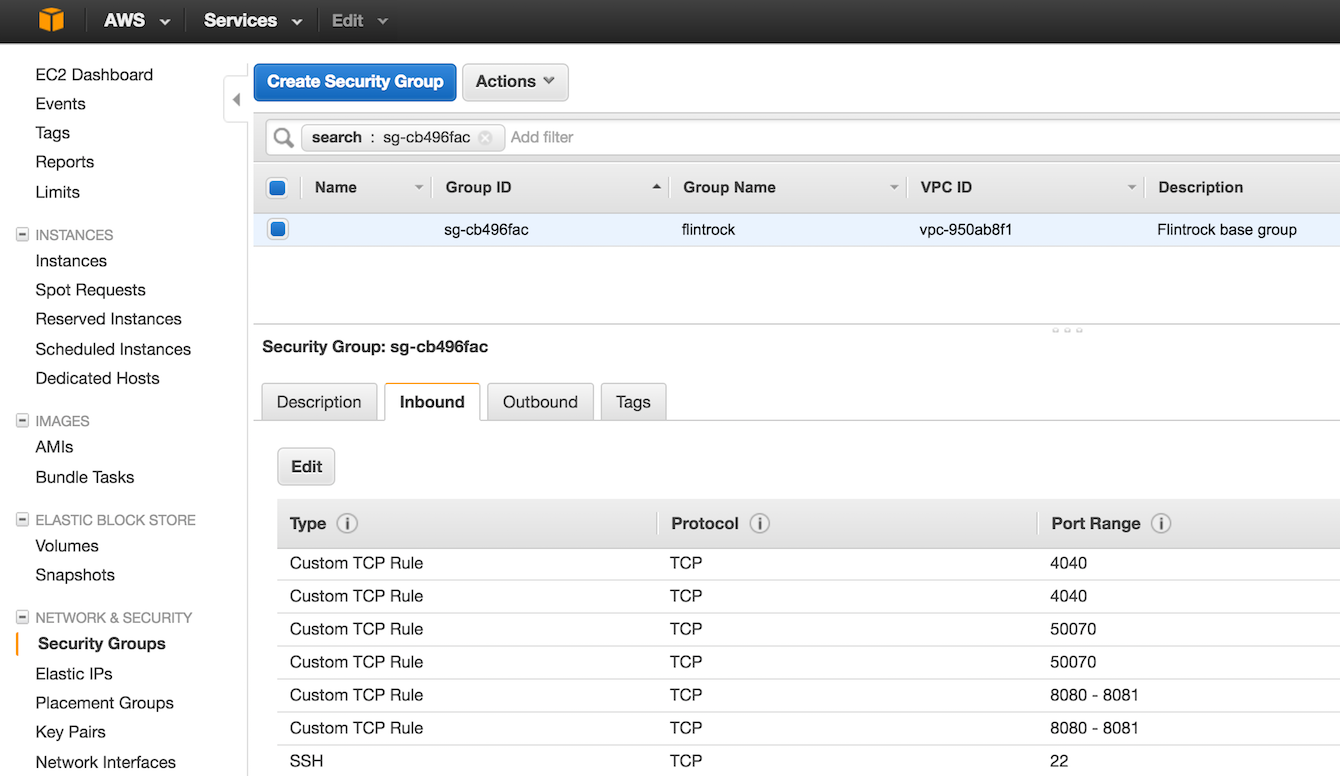 AWS Services Edit
EC2 Dashboard
Events
Tags
Reports
Limits
INSTANCES
Instances
Spot Requests
Reserved Instances
Scheduled Instances
Dedicated Hosts
IMAGES
AMIs
Bundle Tasks
ELASTIC BLOCK STORE
Volumes
Snapshots
NETWORK & SECURITY
Security Groups
Elastic IPs
Placement Groups
Key Pairs
Network Interfaces
Create Security Group Actions
search : sg-cb496fac Add filter
Name Group ID Group Name VPC ID Description
sg-cb496fac flintrock vpc-950ab8f1 Flintrock base group
Security Group: sg-cb496fac
Description Inbound Outbound Tags
Edit
Type Protocol Port Range
Custom TCP Rule TCP 4040
Custom TCP Rule TCP 4040
Custom TCP Rule TCP 50070
Custom TCP Rule TCP 50070
Custom TCP Rule TCP 8080 - 8081
Custom TCP Rule TCP 8080 - 8081
SSH TCP 22